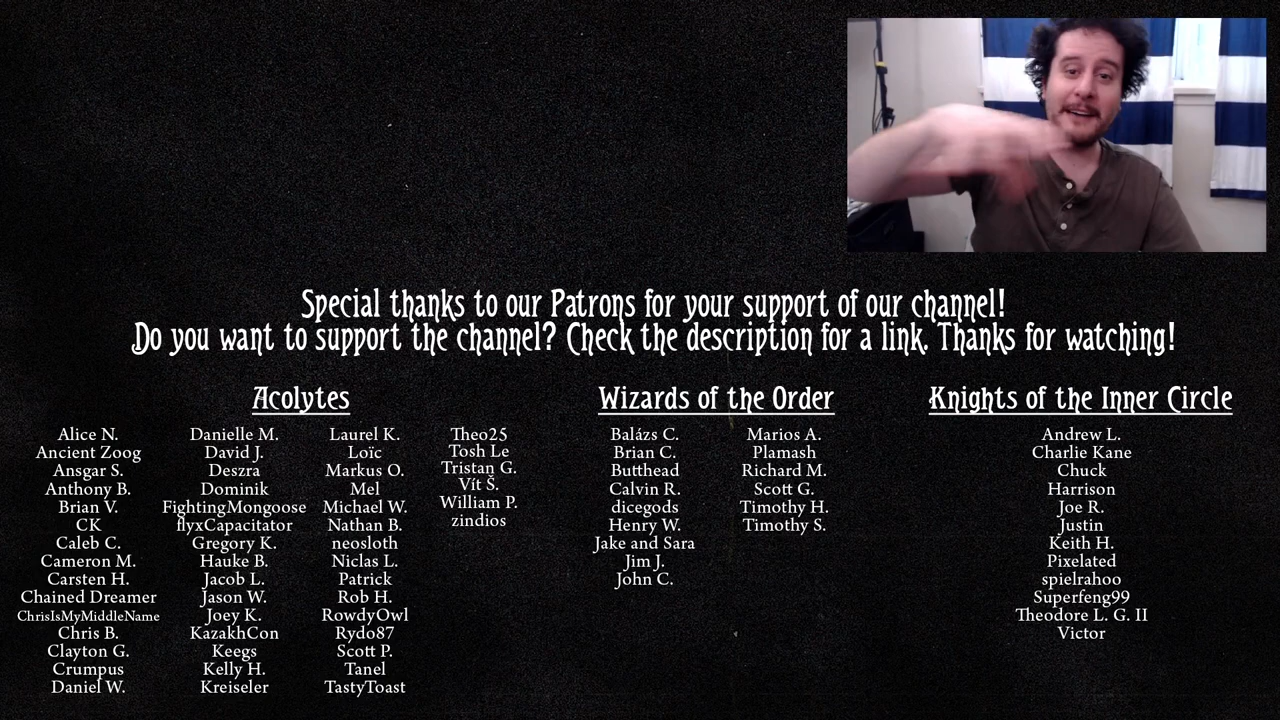 Special thanks to our Patrons for your support of our channel!
Do you want to support the channel? Check the description for a link. Thanks for watching!
Acolytes
Alice N.
Ancient Zoog
Ansgar S.
Anthony B.
Brian V.
CK
Caleb C.
Cameron M.
Carsten H.
Chained Dreamer
ChrisIsMyMiddleName
Chris B.
Clayton G.
Crumpus
Daniel W.
Danielle M.
David J.
Deszra
Dominik
FightingMongoose
flyxCapacitator
Gregory K.
Hauke B.
Jacob L.
Jason W.
Joey K.
KazakhCon
Keegs
Kelly H.
Kreiseler
Laurel K.
Loïc
Markus O.
Mel
Michael W.
Nathan B.
neosloth
Niclas L.
Patrick
Rob H.
RowdyOwl
Rydo87
Scott P.
Tanel
TastyToast
Theo25
Tosh Le
Tristan G.
Vít Š.
William P.
zindios
Wizards of the Order
Balázs C.
Brian C.
Butthead
Calvin R.
dicegods
Henry W.
Jake and Sara
Jim J.
John C.
Marios A.
Plamash
Richard M.
Scott G.
Timothy H.
Timothy S.
Knights of the Inner Circle
Andrew L.
Charlie Kane
Chuck
Harrison
Joe R.
Justin
Keith H.
Pixelated
spielrahoo
Superfeng99
Theodore L. G. II
Victor